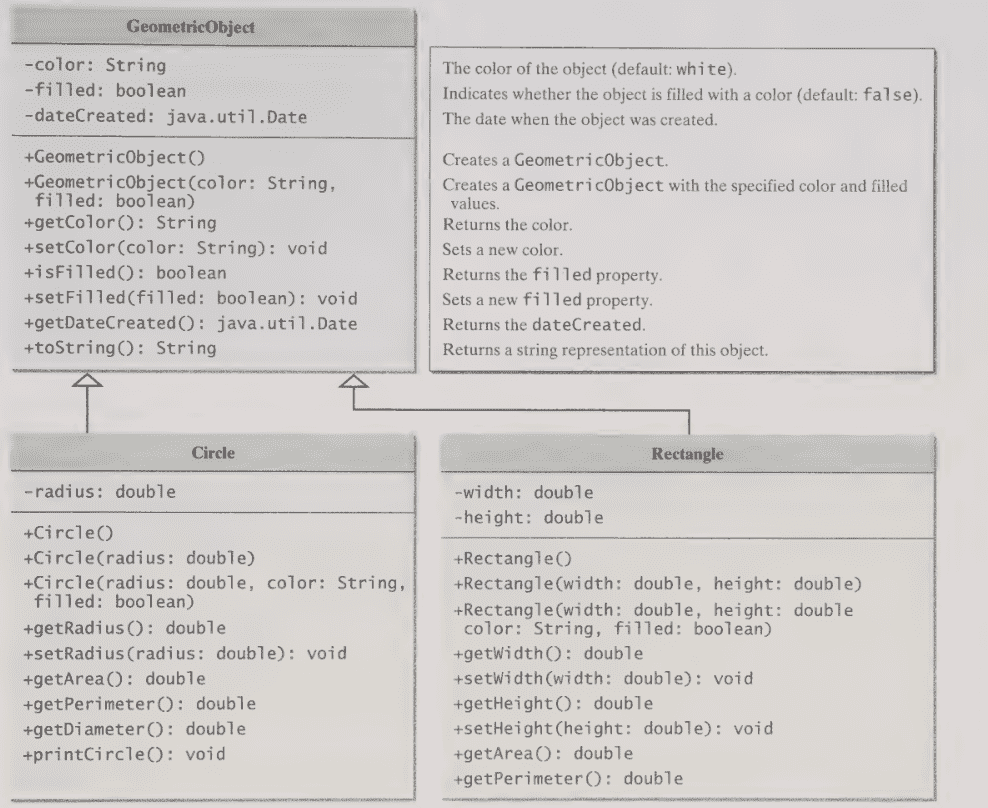 GeometricObject
-color: String
-filled: boolean
-dateCreated: java.util.Date
+GeometricObject()
+GeometricObject(color: String,
filled: boolean)
+getColor(): String
+setColor(color: String): void
+isFilled(): boolean
+setFilled(filled: boolean): void
+getDateCreated(): java.util.Date
+toString(): String
The color of the object (default: white).
Indicates whether the object is filled with a color (default: false).
The date when the object was created.
Creates a GeometricObject.
Creates a GeometricObject with the specified color and filled
values.
Returns the color.
Sets a new color.
Returns the filled property.
Sets a new filled property.
Returns the dateCreated.
Returns a string representation of this object.
Circle
-radius: double
+Circle()
+Circle(radius: double)
+Circle(radius: double, color: String,
filled: boolean)
+getRadius(): double
+setRadius(radius: double): void
+getArea(): double
+getPerimeter(): double
+getDiameter(): double
+printCircle(): void
Rectangle
-width: double
-height: double
+Rectangle()
+Rectangle(width: double, height: double)
+Rectangle(width: double, height: double
color: String, filled: boolean)
+getWidth(): double
+setWidth(width: double): void
+getHeight(): double
+setHeight(height: double): void
+getArea(): double
+getPerimeter(): double